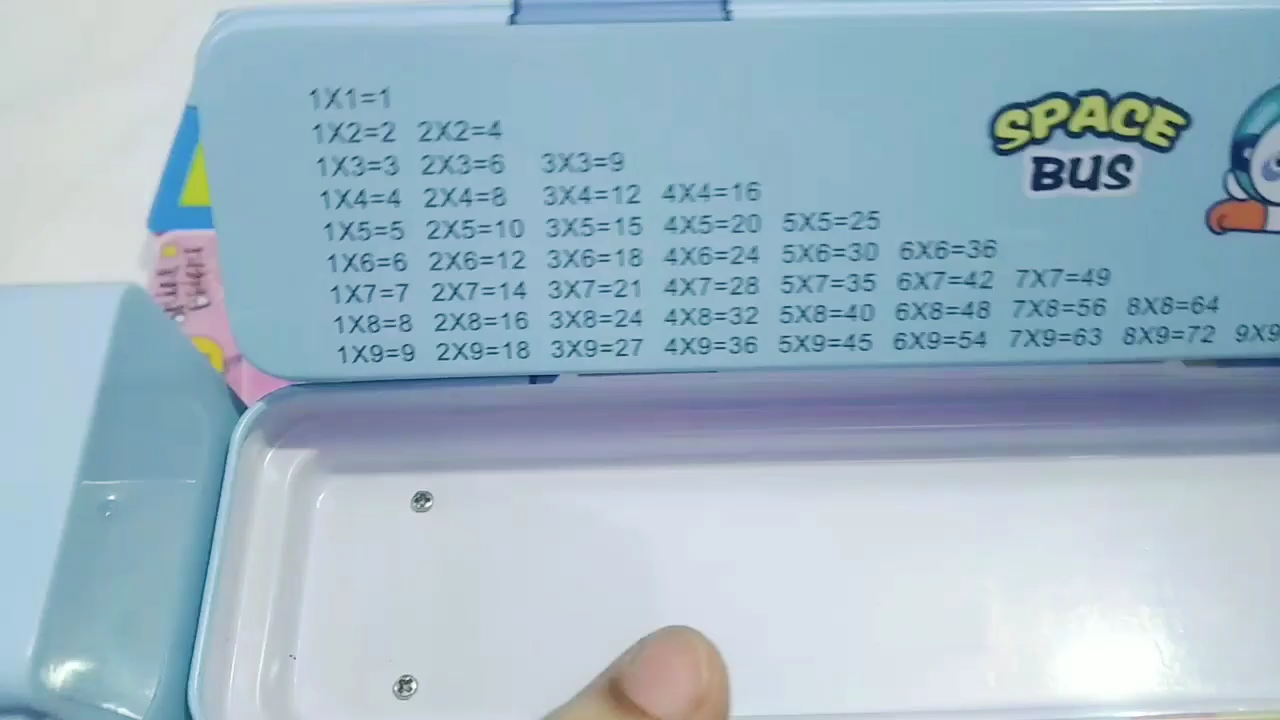 1X1=1
1X2=2 2X2=4
1X3=3 2X3=6 3X3=9
1X4=4 2X4=8 3X4=12 4X4=16
1X5=5 2X5=10 3X5=15 4X5=20 5X5=25
1X6=6 2X6=12 3X6=18 4X6=24 5X6=30 6X6=36
1X7=7 2X7=14 3X7=21 4X7=28 5X7=35 6X7=42 7X7=49
1X8=8 2X8=16 3X8=24 4X8=32 5X8=40 6X8=48 7X8=56 8X8=64
1X9=9 2X9=18 3X9=27 4X9=36 5X9=45 6X9=54 7X9=63 8X9=72 9X9
SPACE
BUS